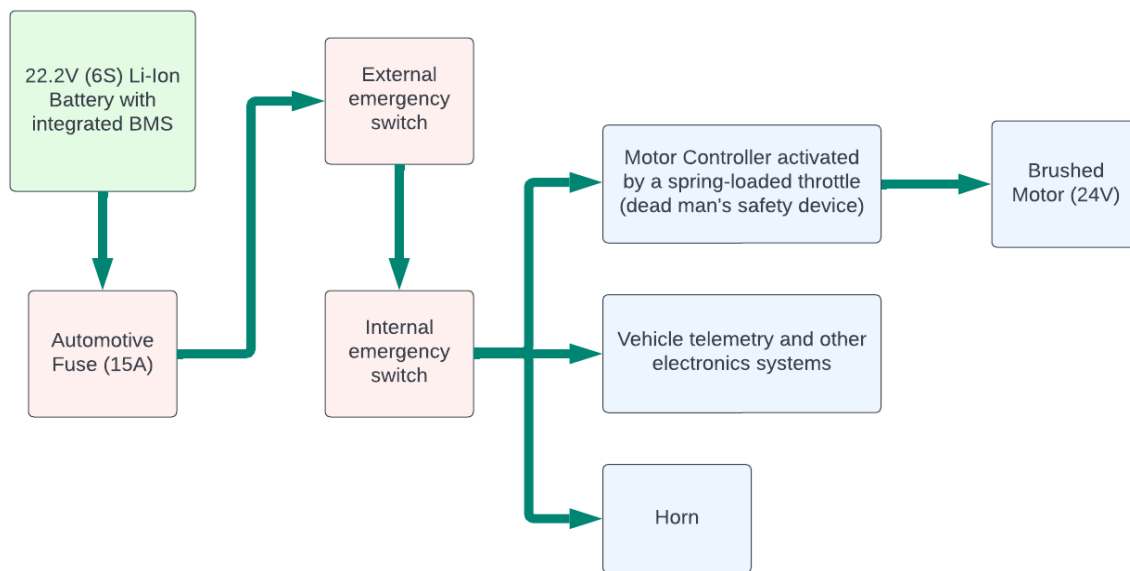 22.2V (6S) Li-Ion
Battery with
integrated BMS
Automotive
Fuse (15A)
External
emergency
switch
Internal
emergency
switch
Motor Controller activated
by a spring-loaded throttle
(dead man's safety device)
Brushed
Motor (24V)
Vehicle telemetry and other
electronics systems
Horn